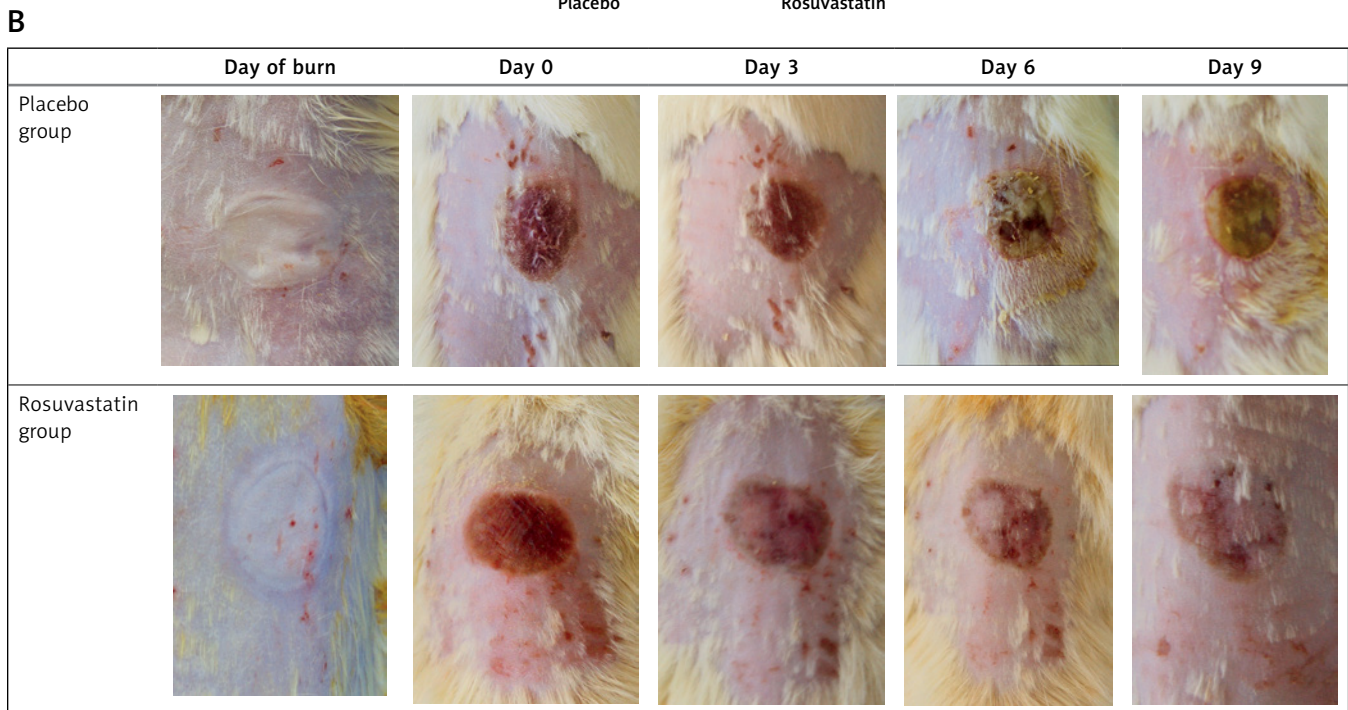 Placebo Rosuvastatin
B
Day of burn Day 0 Day 3 Day 6 Day 9
Placebo
group
Rosuvastatin
group